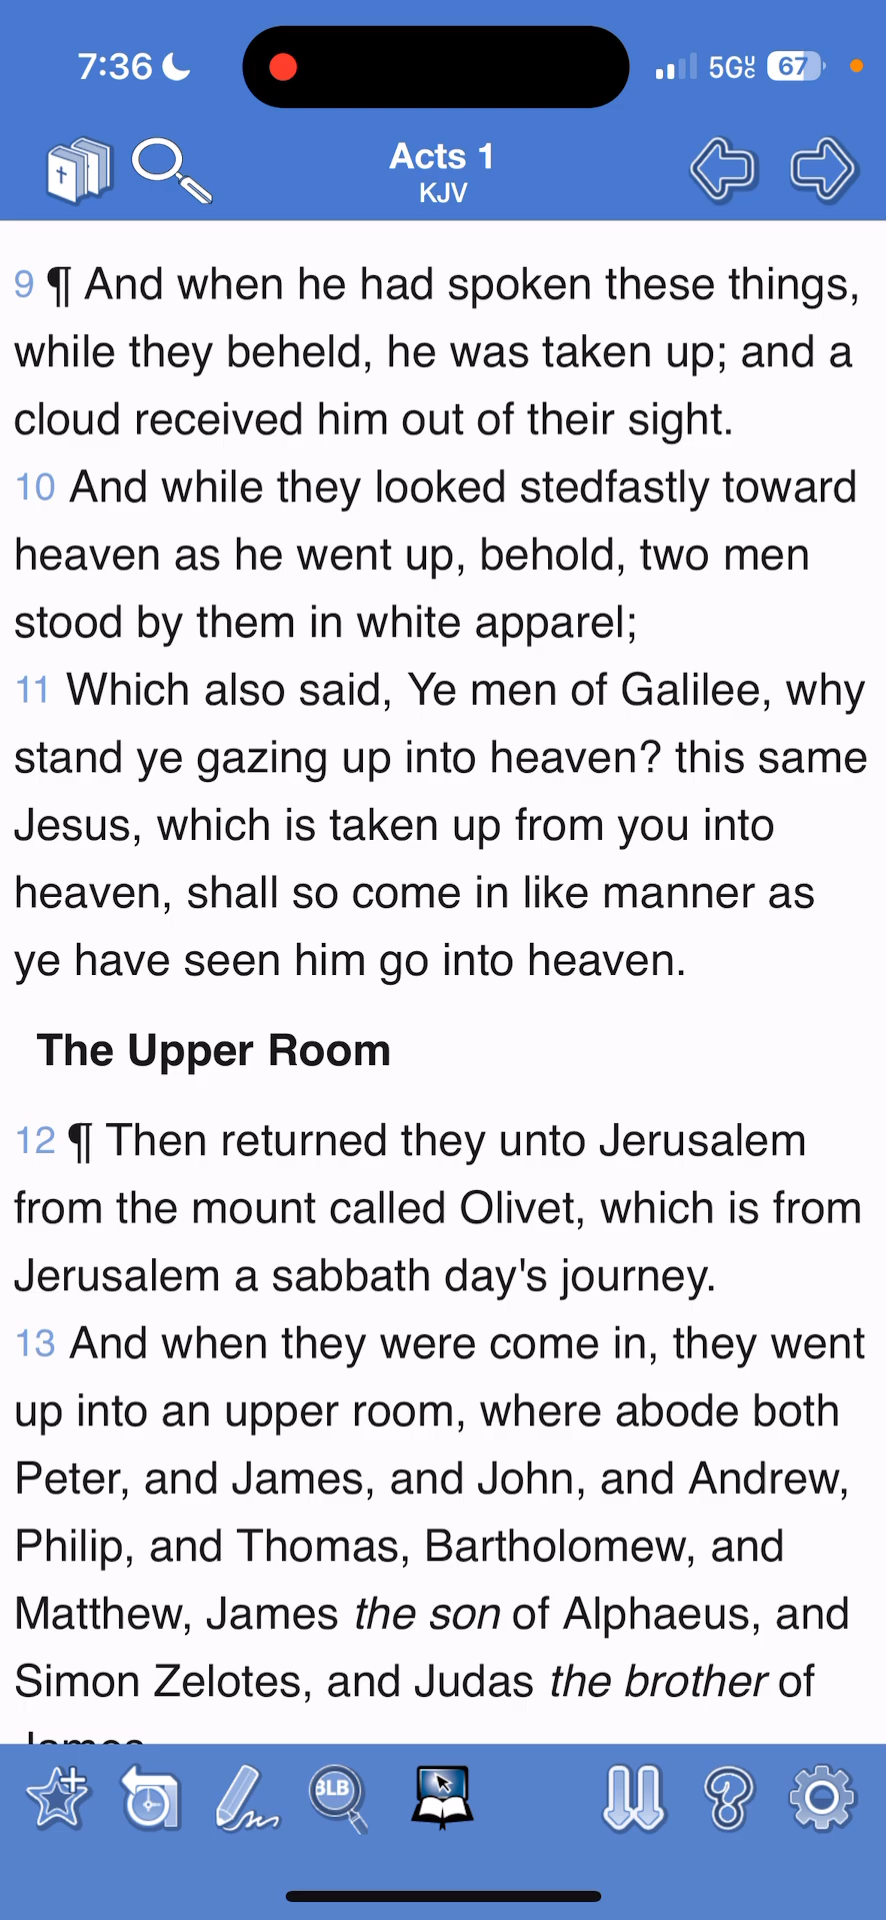 7:36
5G UC 67
Acts 1
KJV
9 ¶ And when he had spoken these things,
while they beheld, he was taken up; and a
cloud received him out of their sight.
10 And while they looked stedfastly toward
heaven as he went up, behold, two men
stood by them in white apparel;
11 Which also said, Ye men of Galilee, why
stand ye gazing up into heaven? this same
Jesus, which is taken up from you into
heaven, shall so come in like manner as
ye have seen him go into heaven.
The Upper Room
12 ¶ Then returned they unto Jerusalem
from the mount called Olivet, which is from
Jerusalem a sabbath day's journey.
13 And when they were come in, they went
up into an upper room, where abode both
Peter, and James, and John, and Andrew,
Philip, and Thomas, Bartholomew, and
Matthew, James the son of Alphaeus, and
Simon Zelotes, and Judas the brother of
BLB